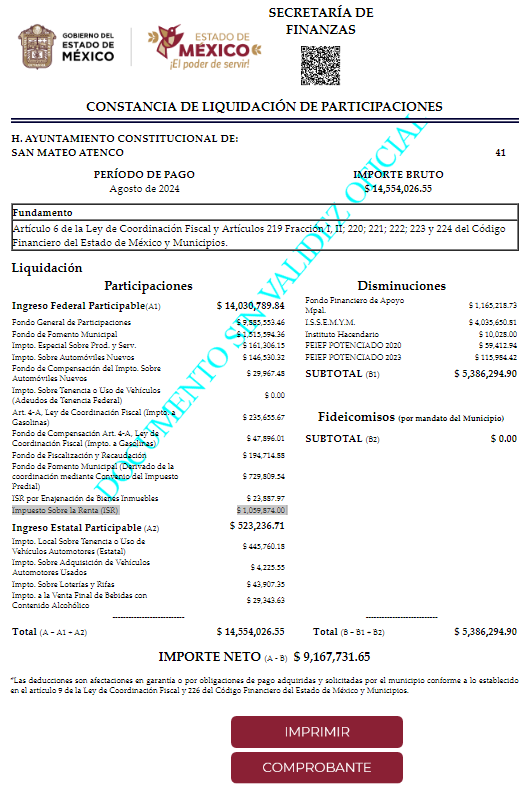 GOBIERNO DEL
ESTADO DE
MÉXICO
ESTADO DE
MÉXICO
¡El poder de servir!
SECRETARÍA DE
FINANZAS
CONSTANCIA DE LIQUIDACIÓN DE PARTICIPACIONES
H. AYUNTAMIENTO CONSTITUCIONAL DE:
SAN MATEO ATENCO 41
PERÍODO DE PAGO IMPORTE BRUTO
Agosto de 2024 $ 14,554,026.55
Fundamento
Artículo 6 de la Ley de Coordinación Fiscal y Artículos 219 Fracción I, II; 220; 221; 222; 223 y 224 del Código
Financiero del Estado de México y Municipios.
Liquidación
Participaciones
Ingreso Federal Participable(A1) $ 14,030,789.84
Fondo General de Participaciones $ 9,885,553.46
Fondo de Fomento Municipal $ 1,515,594.36
Impto. Especial Sobre Prod. y Serv. $ 161,306.15
Impto. Sobre Automóviles Nuevos $ 146,530.32
Fondo de Compensación del Impto. Sobre
Automóviles Nuevos $ 29,967.48
Impto. Sobre Tenencia o Uso de Vehículos
(Adeudos de Tenencia Federal) $ 0.00
Art. 4-A, Ley de Coordinación Fiscal (Impto. a
Gasolinas) $ 235,655.67
Fondo de Compensación Art. 4-A, Ley de
Coordinación Fiscal (Impto. a Gasolinas) $ 47,896.01
Fondo de Fiscalización y Recaudación $ 194,714.88
Fondo de Fomento Municipal (Derivado de la
coordinación mediante Convenio del Impuesto
Predial) $ 729,809.54
ISR por Enajenación de Bienes Inmuebles $ 23,887.97
Impuesto Sobre la Renta (ISR) $ 1,059,874.00
Ingreso Estatal Participable (A2) $ 523,236.71
Impto. Local Sobre Tenencia o Uso de
Vehículos Automotores (Estatal) $ 445,760.18
Impto. Sobre Adquisición de Vehículos
Automotores Usados $ 4,225.55
Impto. Sobre Loterías y Rifas $ 43,907.35
Impto. a la Venta Final de Bebidas con
Contenido Alcohólico $ 29,343.63
--------------------------
Total (A = A1 + A2) $ 14,554,026.55
Disminuciones
Fondo Financiero de Apoyo
Mpal. $ 1,165,218.73
I.S.S.E.M.Y.M. $ 4,035,650.81
Instituto Hacendario $ 10,028.00
FEIEF POTENCIADO 2020 $ 59,412.94
FEIEF POTENCIADO 2023 $ 115,984.42
SUBTOTAL (B1) $ 5,386,294.90
Fideicomisos (por mandato del Municipio)
SUBTOTAL (B2) $ 0.00
--------------------------
Total (B = B1 + B2) $ 5,386,294.90
IMPORTE NETO (A - B) $ 9,167,731.65
*Las deducciones son afectaciones en garantía o por obligaciones de pago adquiridas y solicitadas por el municipio conforme a lo establecido
en el artículo 9 de la Ley de Coordinación Fiscal y 226 del Código Financiero del Estado de México y Municipios.
DOCUMENTO SIN VALIDEZ OFICIAL
IMPRIMIR
COMPROBANTE